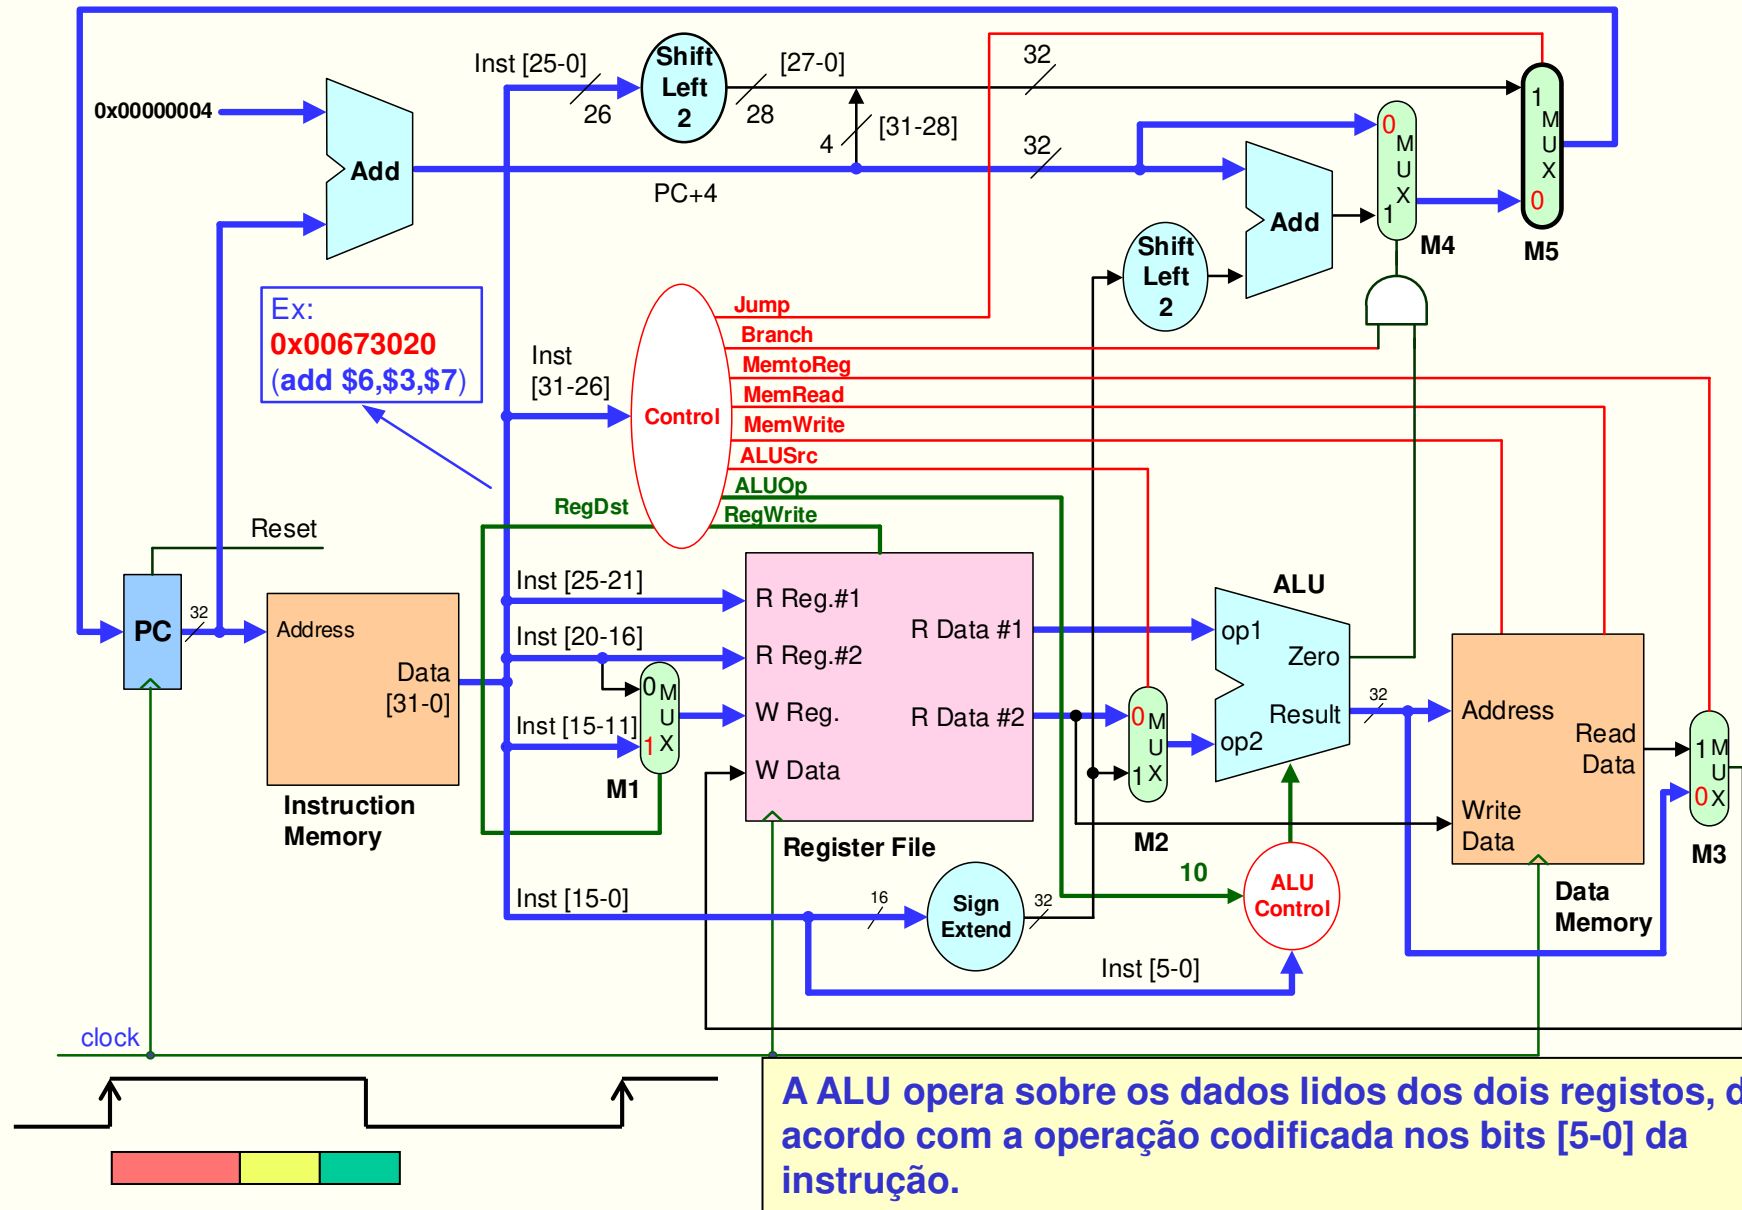 Inst [25-0]
26
Shift
Left
2
28
[27-0]
32
4
[31-28]
0x00000004
Add
PC+4
32
0
M
U
X
1
M4
1
M
U
X
0
M5
Add
Shift
Left
2
Ex:
0x00673020
(add $6,$3,$7)
Inst
[31-26]
Control
Jump
Branch
MemtoReg
MemRead
MemWrite
ALUSrc
ALUOp
RegWrite
RegDst
Reset
PC
32
Address
Data
[31-0]
Instruction
Memory
Inst [25-21]
Inst [20-16]
Inst [15-11]
0
M
U
X
1
M1
R Reg.#1
R Reg.#2
W Reg.
W Data
R Data #1
R Data #2
Register File
0
M
U
X
1
M2
ALU
op1
op2
Zero
Result
32
Address
Read
Data
Write
Data
Data
Memory
1
M
U
X
0
M3
Inst [15-0]
16
Sign
Extend
32
10
ALU
Control
Inst [5-0]
clock
A ALU opera sobre os dados lidos dos dois registos, d
acordo com a operação codificada nos bits [5-0] da
instrução.